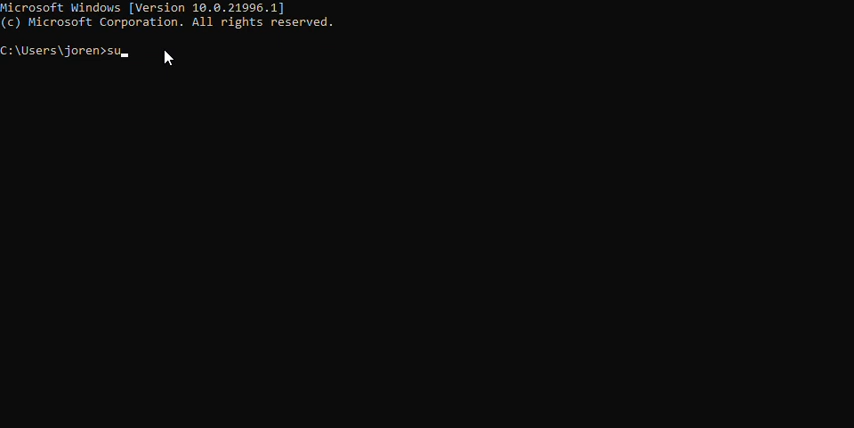 Microsoft Windows [Version 10.0.21996.1]
(c) Microsoft Corporation. All rights reserved.
C:\Users\joren>su